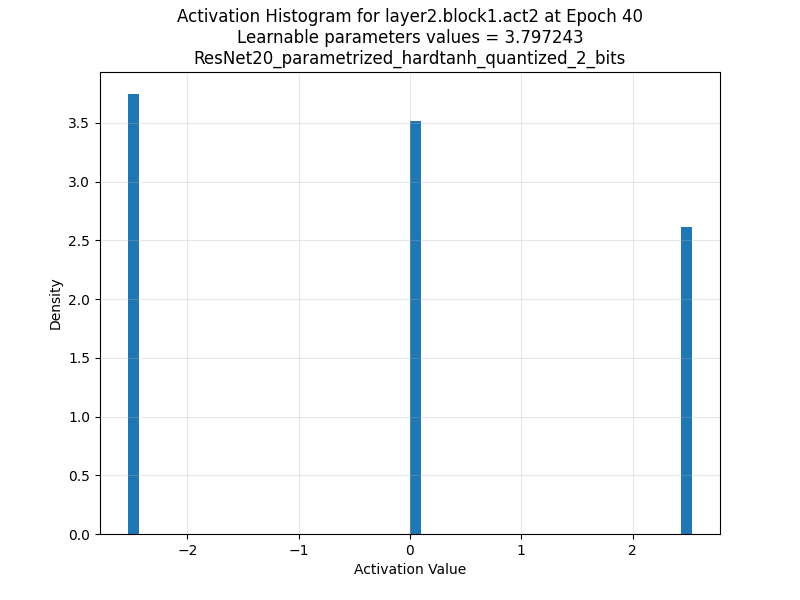 Activation Histogram for layer2.block1.act2 at Epoch 40
Learnable parameters values = 3.797243
ResNet20_parametrized_hardtanh_quantized_2_bits
Density
3.5
3.0
2.5
2.0
1.5
1.0
0.5
0.0
−2 −1 0 1 2
Activation Value